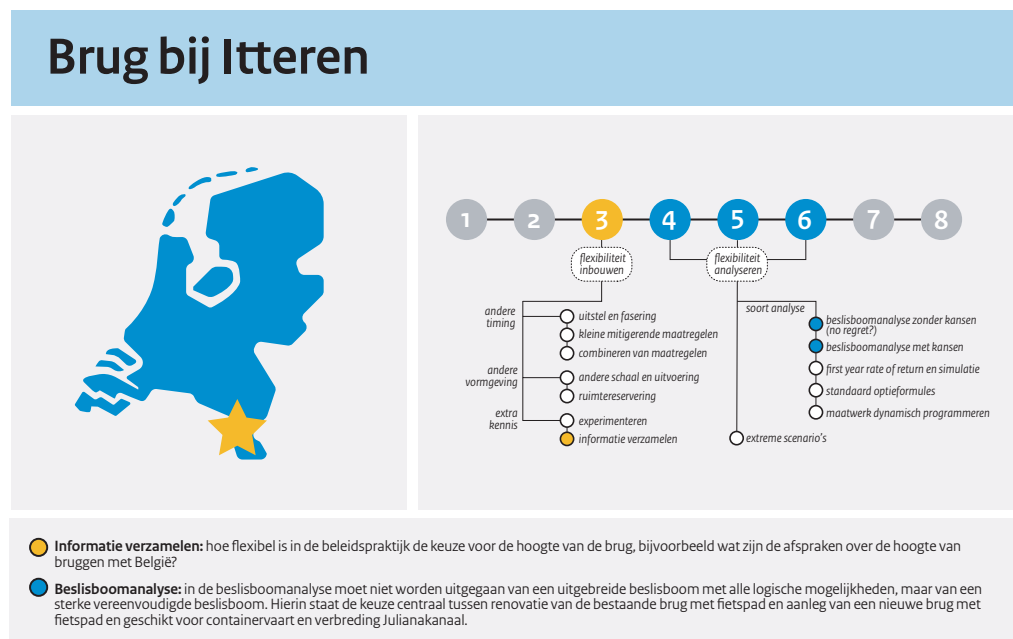 Brug bij Itteren
1 2 3 4 5 6 7 8
flexibiliteit
inbouwen
flexibiliteit
analyseren
andere
timing
uitstel en fasering
kleine mitigerende maatregelen
combineren van maatregelen
andere
vormgeving
andere schaal en uitvoering
ruimtereservering
extra
kennis
experimenteren
informatie verzamelen
soort analyse
beslisboomanalyse zonder kansen
(no regret?)
beslisboomanalyse met kansen
first year rate of return en simulatie
standaard optieformules
maatwerk dynamisch programmeren
extreme scenario's
Informatie verzamelen: hoe flexibel is in de beleidspraktijk de keuze voor de hoogte van de brug, bijvoorbeeld wat zijn de afspraken over de hoogte van
bruggen met België?
Beslisboomanalyse: in de beslisboomanalyse moet niet worden uitgegaan van een uitgebreide beslisboom met alle logische mogelijkheden, maar van een
sterke vereenvoudigde beslisboom. Hierin staat de keuze centraal tussen renovatie van de bestaande brug met fietspad en aanleg van een nieuwe brug met
fietspad en geschikt voor containervaart en verbreding Julianakanaal.